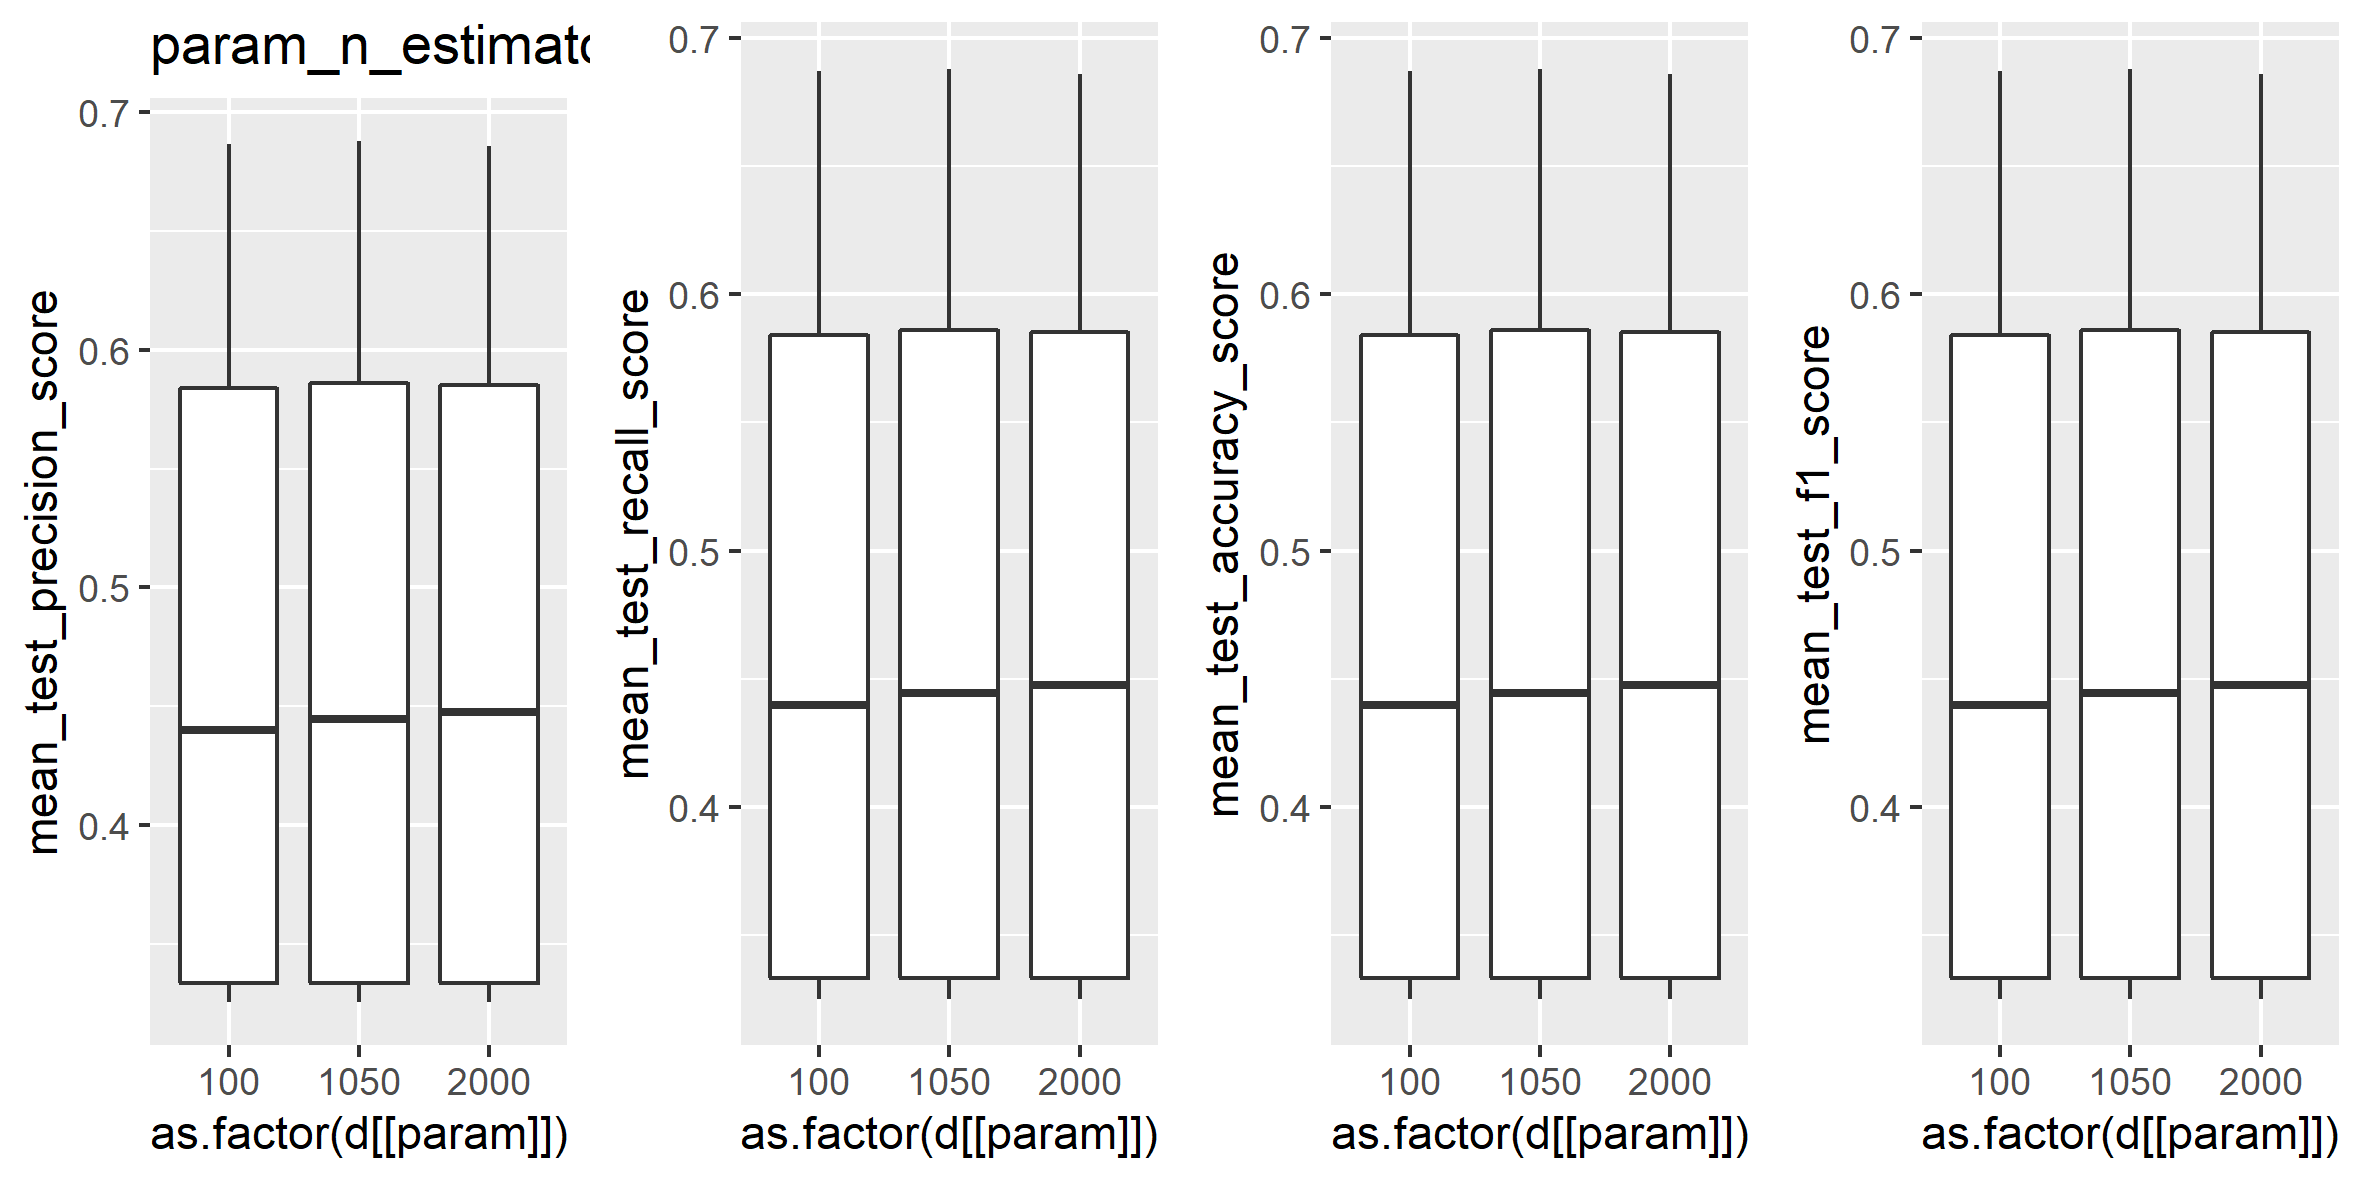 param_n_estimato
mean_test_precision_score
0.7
0.6
0.5
0.4
100 1050 2000
as.factor(d[[param]])
mean_test_recall_score
0.7
0.6
0.5
0.4
100 1050 2000
as.factor(d[[param]])
mean_test_accuracy_score
0.7
0.6
0.5
0.4
100 1050 2000
as.factor(d[[param]])
mean_test_f1_score
0.7
0.6
0.5
0.4
100 1050 2000
as.factor(d[[param]])